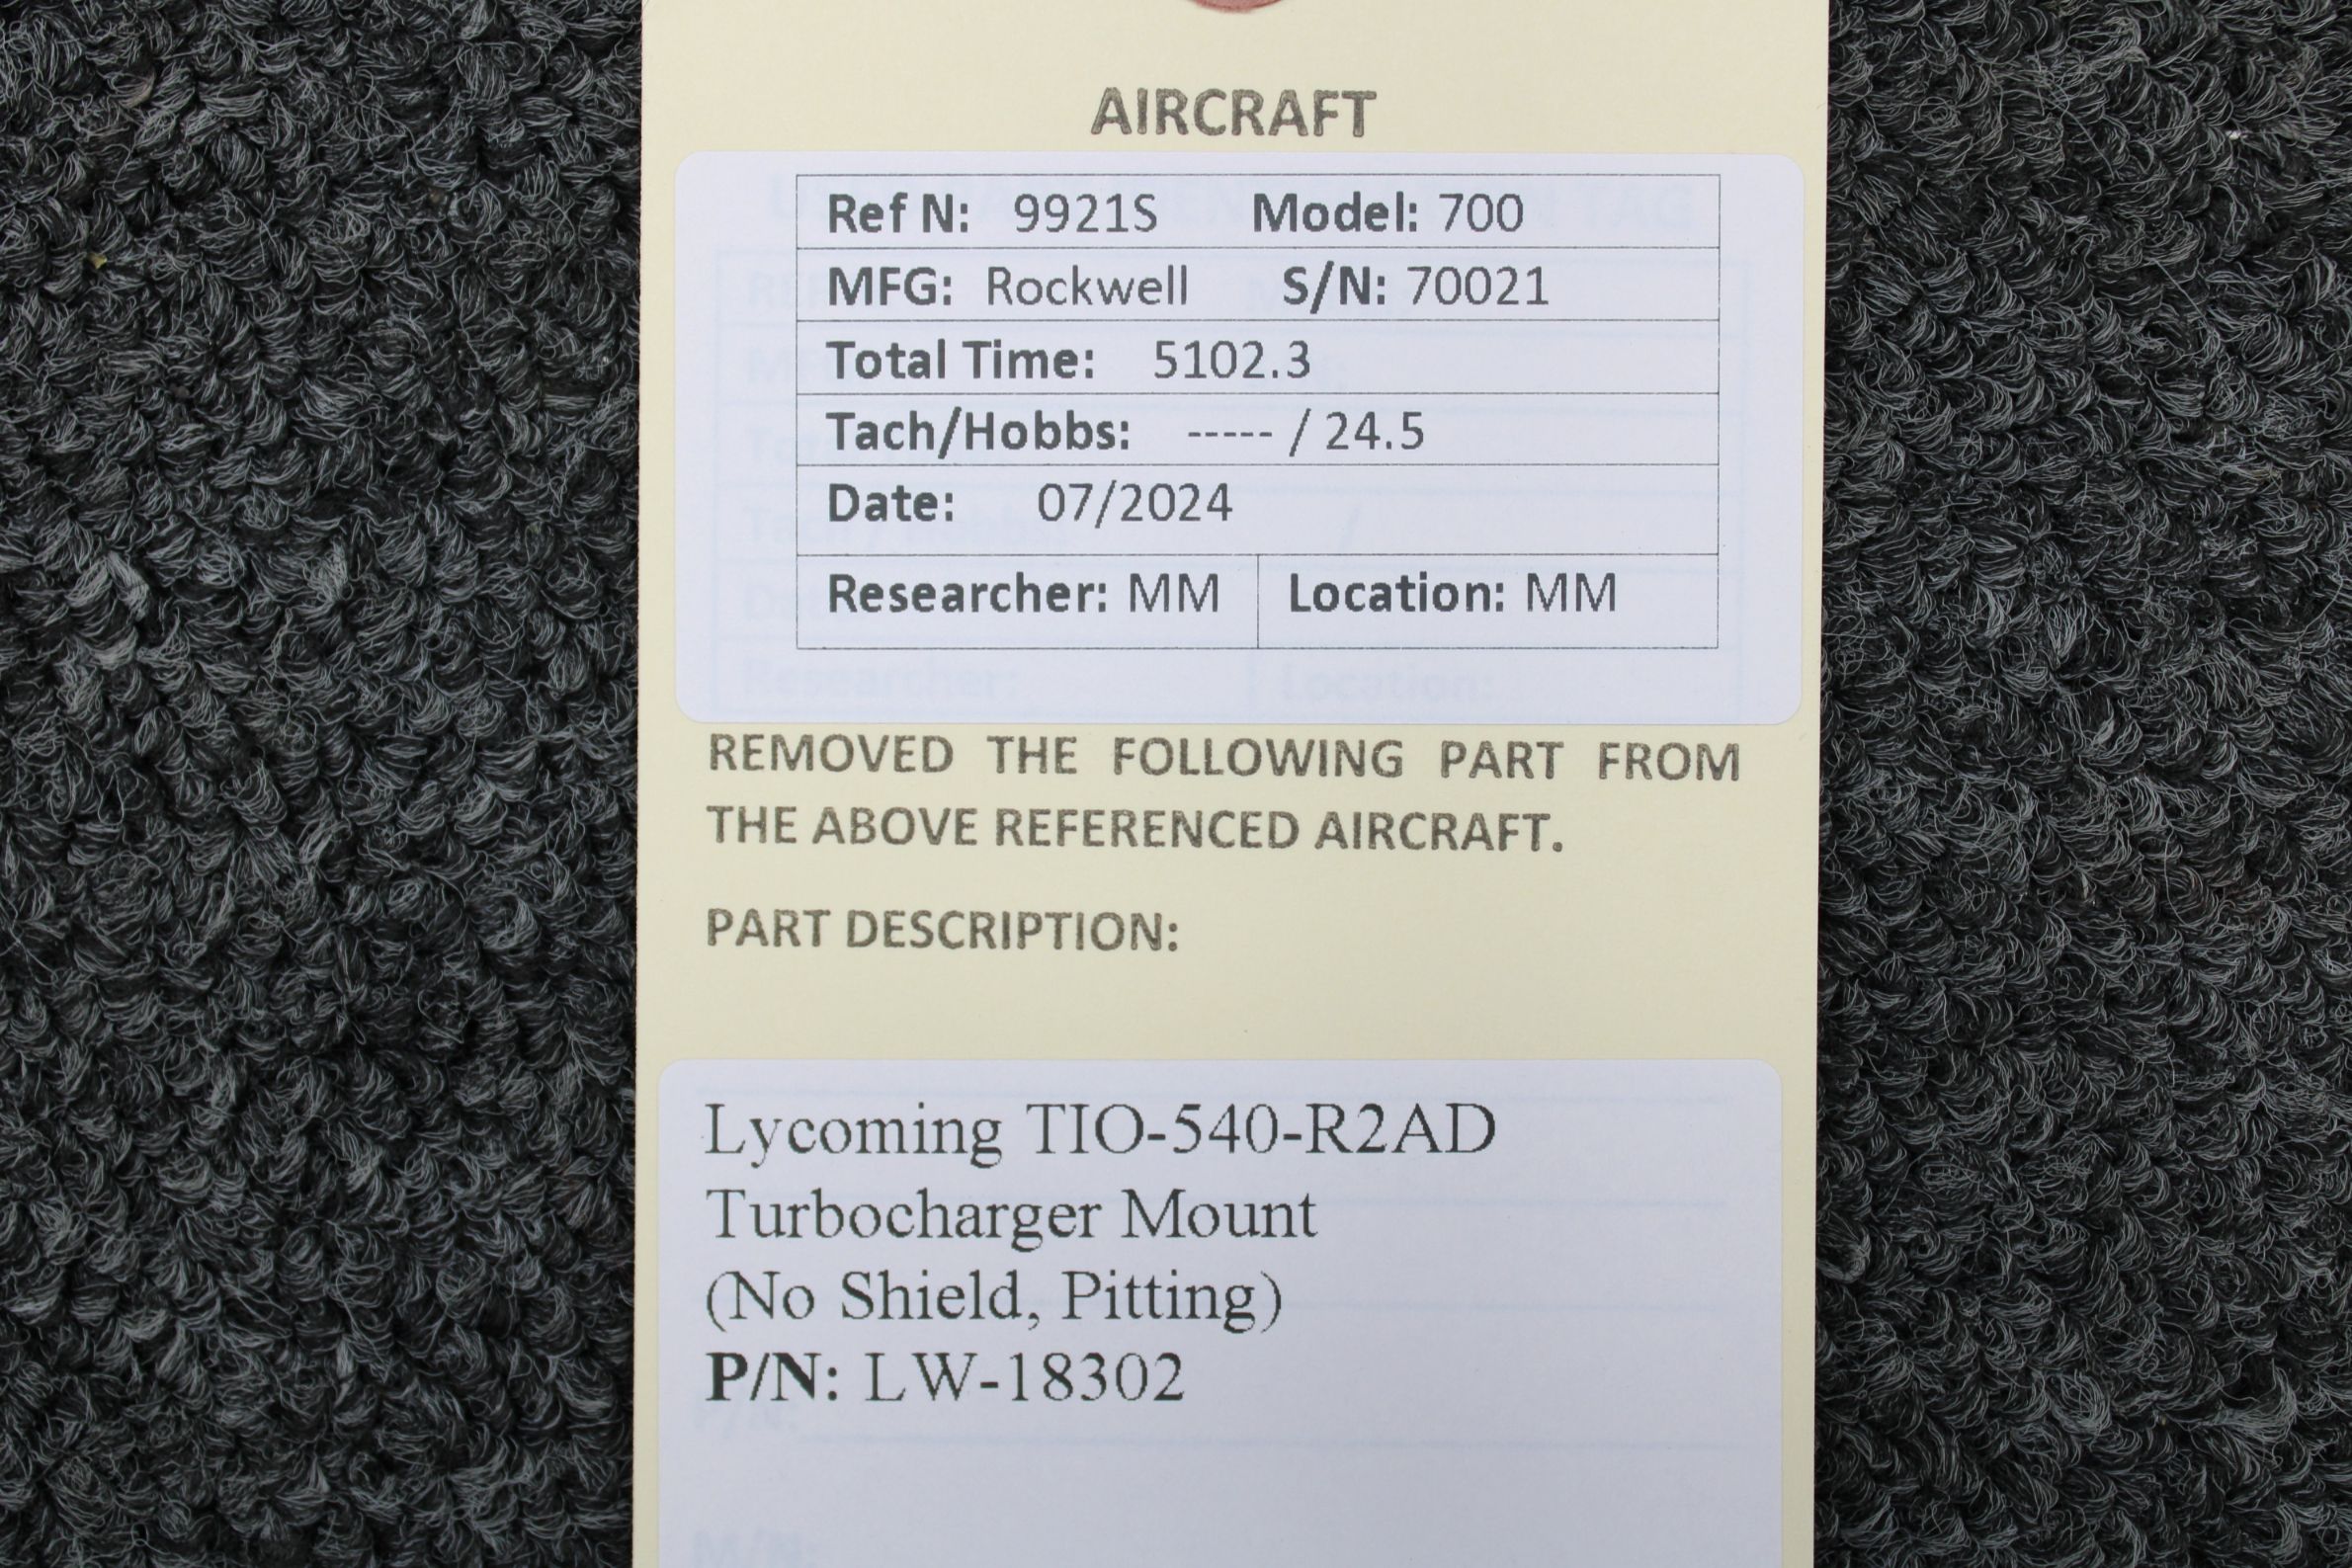 AIRCRAFT
Ref N: 9921S Model: 700
MFG: Rockwell S/N: 70021
Total Time: 5102.3
Tach/Hobbs: ----- / 24.5
Date: 07/2024
Researcher: MM Location: MM
Researcher: Location:
REMOVED THE FOLLOWING PART FROM
THE ABOVE REFERENCED AIRCRAFT.
PART DESCRIPTION:
Lycoming TIO-540-R2AD
Turbocharger Mount
(No Shield, Pitting)
P/N: LW-18302
P/N:
M/N: